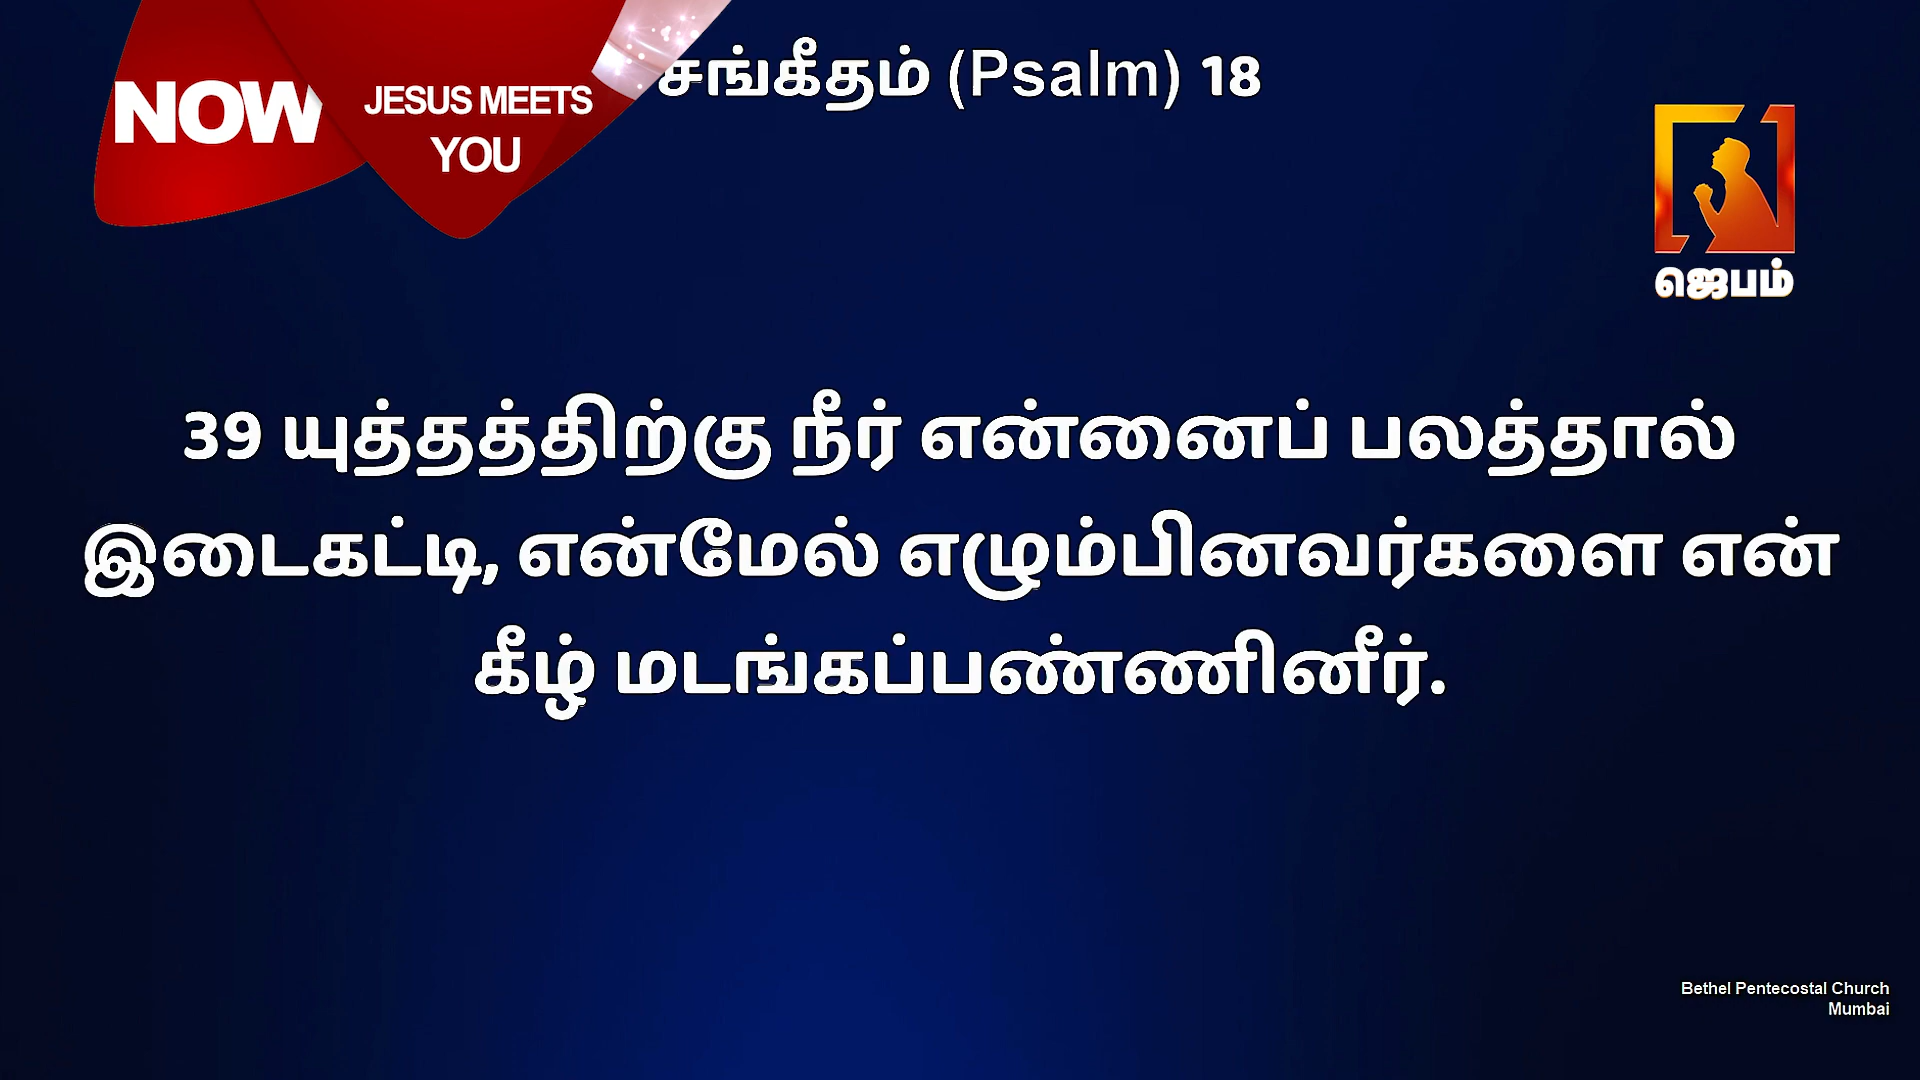 NOW
JESUS MEETS
YOU
சங்கீதம் (Psalm) 18
ஜெபம்
39 யுத்தத்திற்கு நீர் என்னைப் பலத்தால்
இடைகட்டி, என்மேல் எழும்பினவர்களை என்
கீழ் மடங்கப்பண்ணினீர்.
Bethel Pentecostal Church
Mumbai